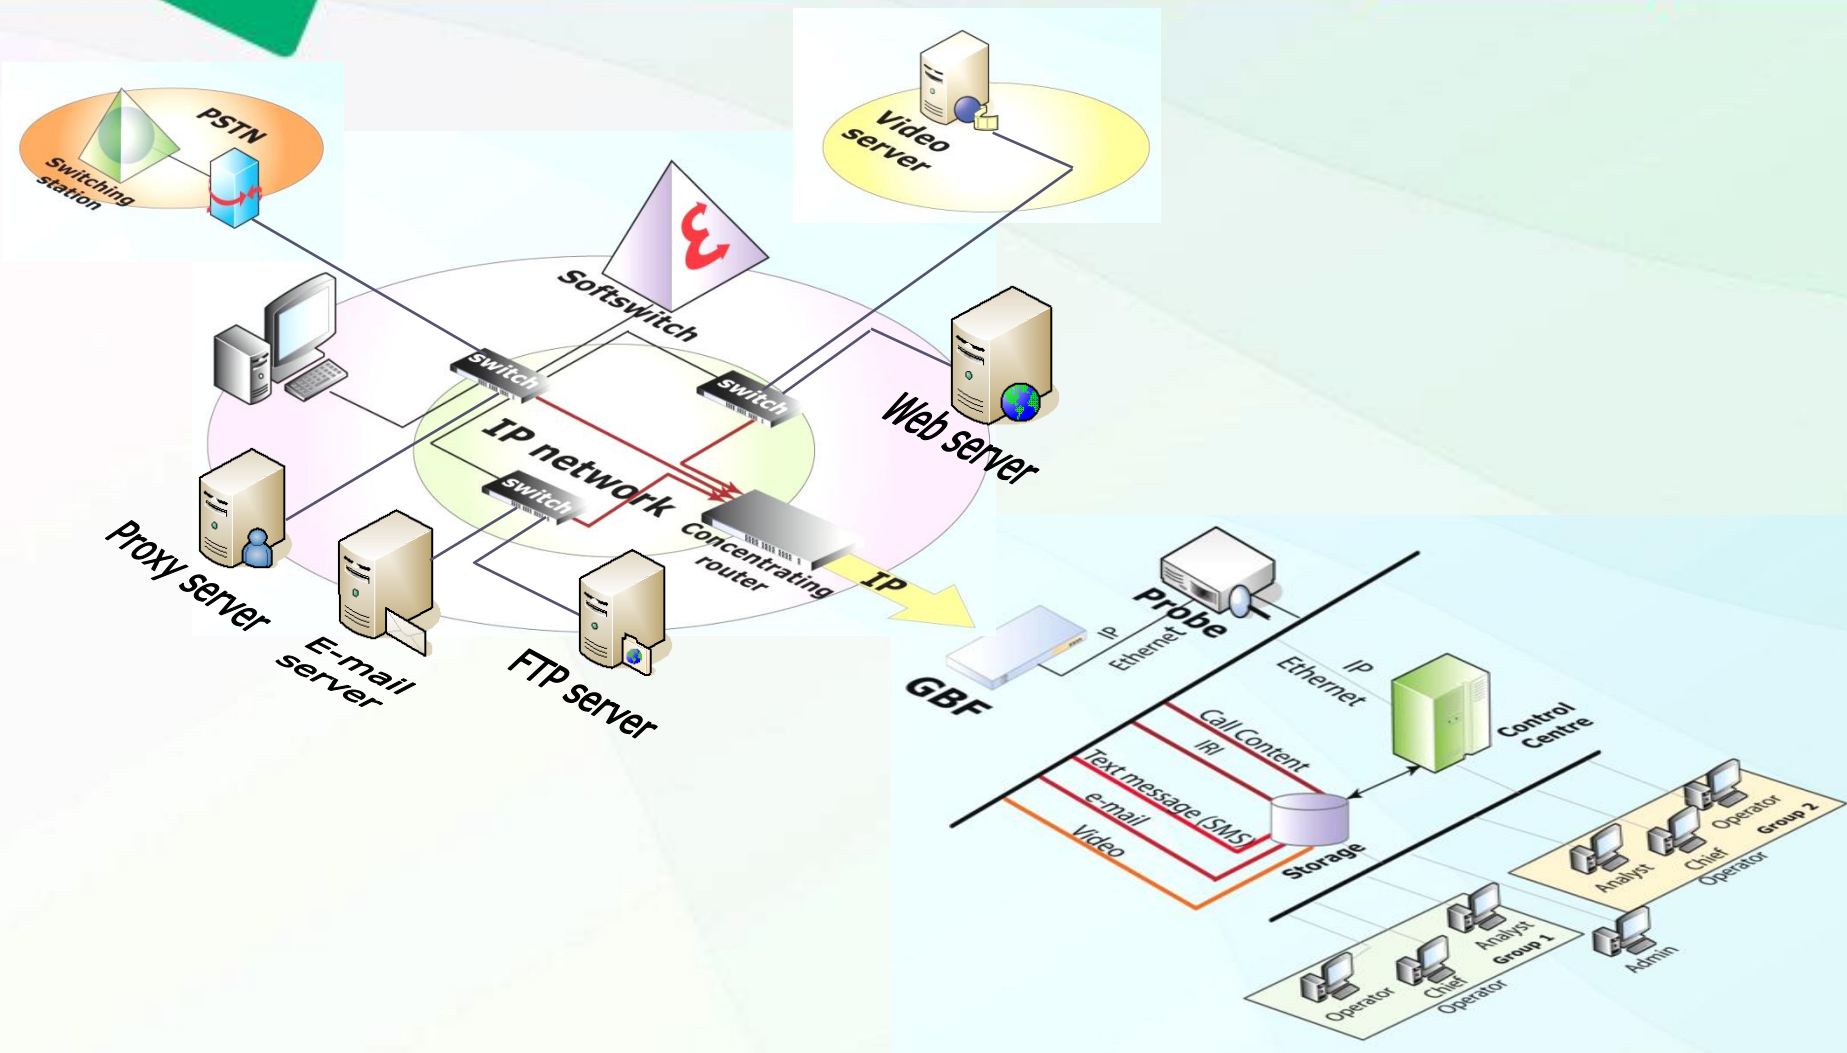 PSTN
Switching
station
Video
server
Softswitch
switch
switch
switch
IP network
Concentrating
router
Web server
Proxy server
E-mail
server
FTP server
IP
GBF
IP
Ethernet
Probe
IP
Ethernet
Control
Centre
Call Content
IRI
Text message (SMS)
e-mail
Video
Storage
Operator
Group 2
Chief
Operator
Analyst
Analyst
Group 1
Chief
Operator
Operator
Admin